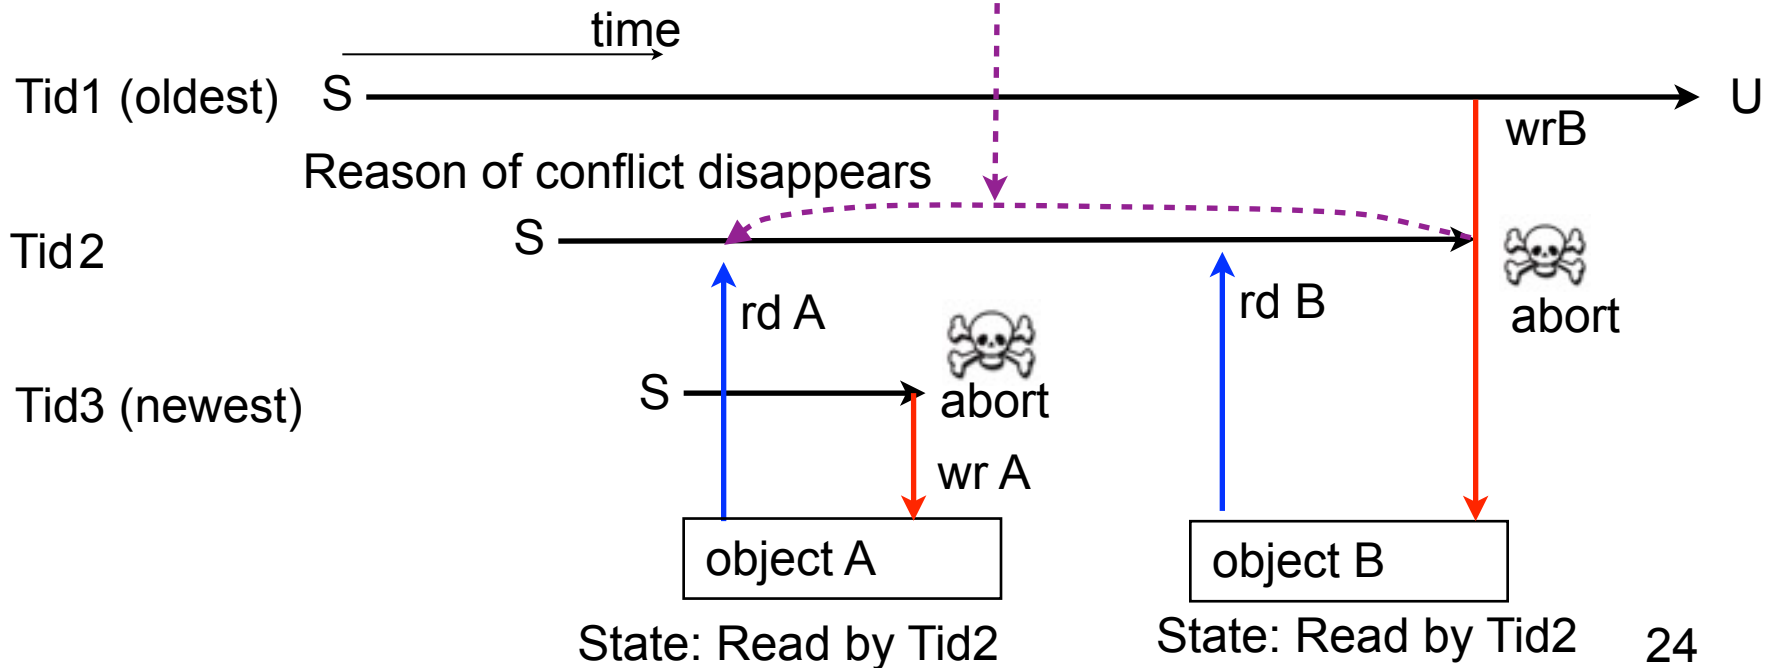 time
Tid1 (oldest) S U
wrB
Reason of conflict disappears
Tid2 S
rd A rd B abort
Tid3 (newest) S abort
wr A
object A object B
State: Read by Tid2 State: Read by Tid2 24